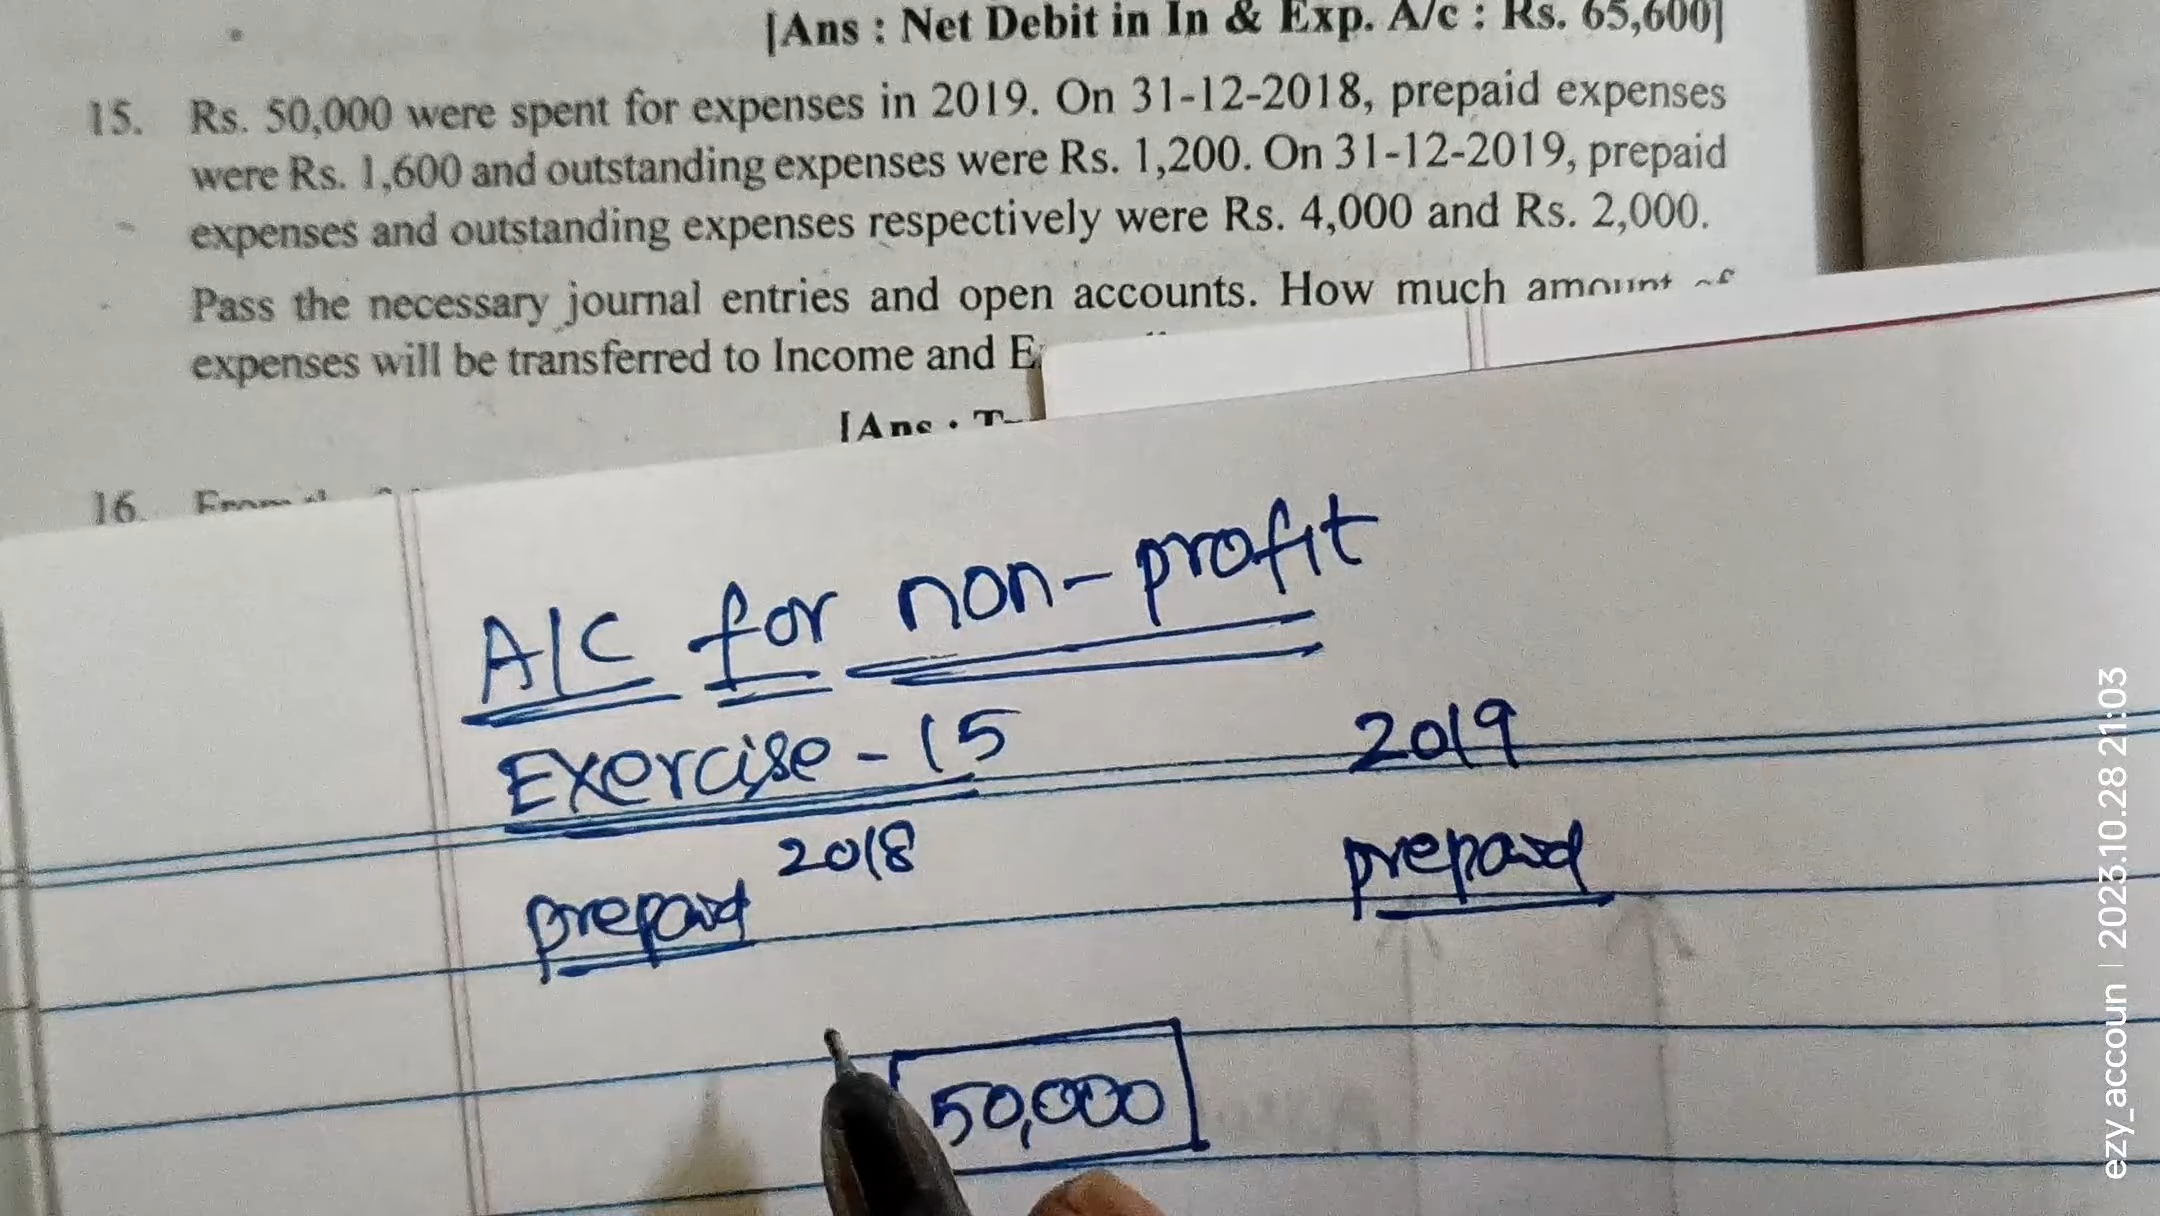 [Ans : Net Debit in In & Exp. A/c : Rs. 65,600]
15. Rs. 50,000 were spent for expenses in 2019. On 31-12-2018, prepaid expenses
were Rs. 1,600 and outstanding expenses were Rs. 1,200. On 31-12-2019, prepaid
expenses and outstanding expenses respectively were Rs. 4,000 and Rs. 2,000.
Pass the necessary journal entries and open accounts. How much amount of
expenses will be transferred to Income and
[Ans :
16. From
A/C for non-profit
Exercise - 15
2019
2018
prepaid
prepaid
50,000
ezy_accoun | 2023.10.28 21:03